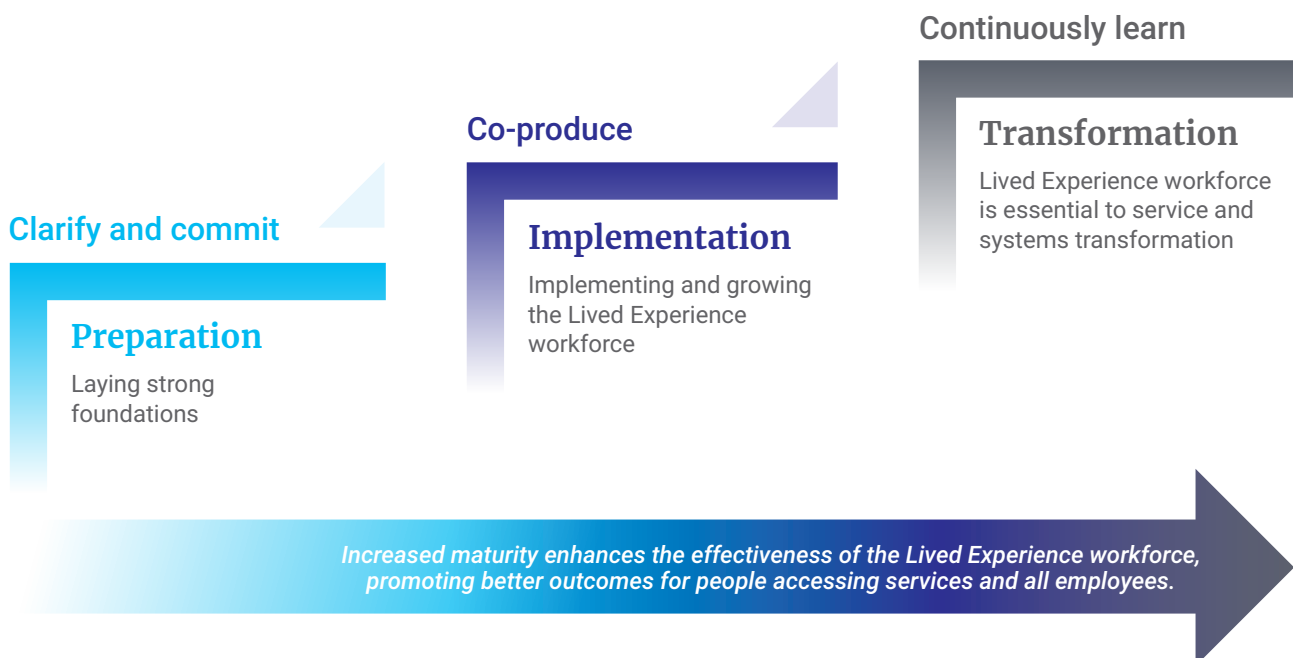 Clarify and commit
Preparation
Laying strong
foundations
Co-produce
Implementation
Implementing and growing
the Lived Experience
workforce
Continuously learn
Transformation
Lived Experience workforce
is essential to service and
systems transformation
Increased maturity enhances the effectiveness of the Lived Experience workforce,
promoting better outcomes for people accessing services and all employees.